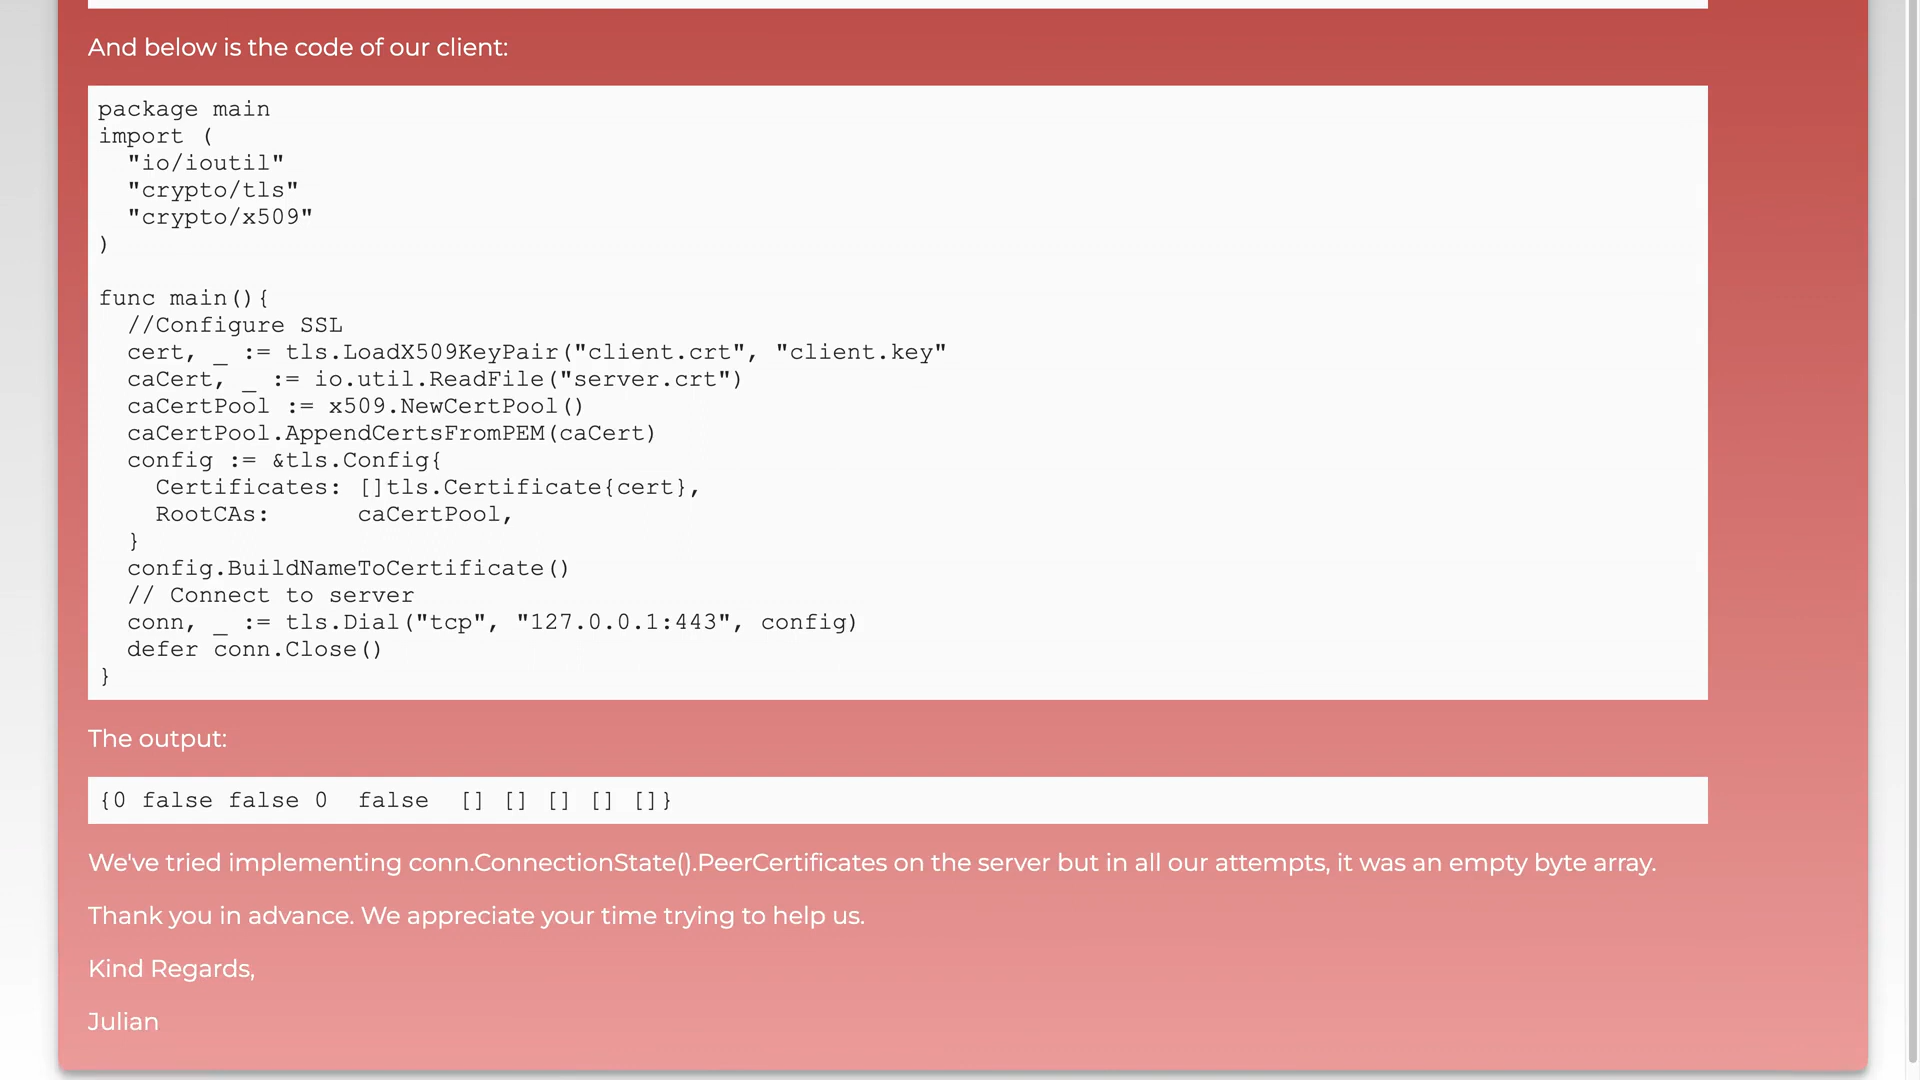 And below is the code of our client:
package main
import (
  "io/ioutil"
  "crypto/tls"
  "crypto/x509"
)

func main(){
  //Configure SSL
  cert, _ := tls.LoadX509KeyPair("client.crt", "client.key"
  caCert, _ := io.util.ReadFile("server.crt")
  caCertPool := x509.NewCertPool()
  caCertPool.AppendCertsFromPEM(caCert)
  config := &tls.Config{
    Certificates: []tls.Certificate{cert},
    RootCAs:      caCertPool,
  }
  config.BuildNameToCertificate()
  // Connect to server
  conn, _ := tls.Dial("tcp", "127.0.0.1:443", config)
  defer conn.Close()
}
The output:
{0 false false 0  false  [] [] [] [] []}
We've tried implementing conn.ConnectionState().PeerCertificates on the server but in all our attempts, it was an empty byte array.
Thank you in advance. We appreciate your time trying to help us.
Kind Regards,
Julian